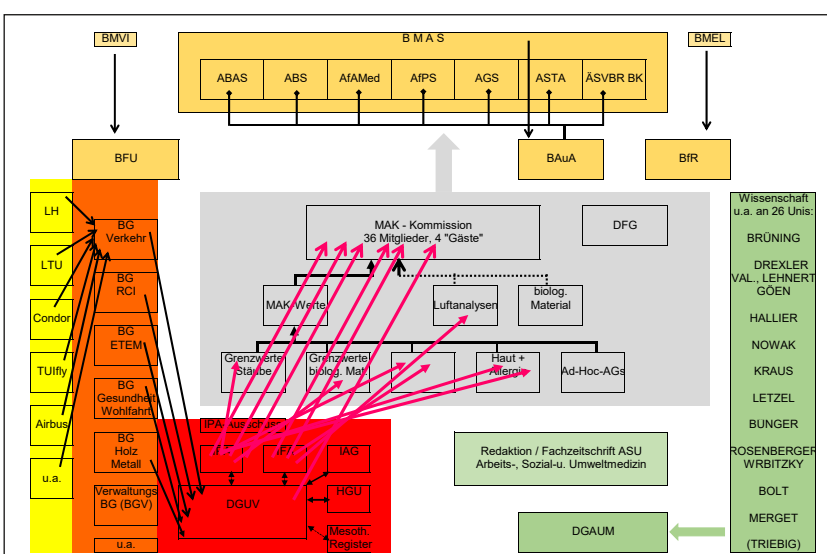 BMVI
B M A S
BMEL
ABAS
ABS
AfAMed
AfPS
AGS
ASTA
ÄSVBR BK
BFU
BAuA
BfR
LH
LTU
Condor
TUIfly
Airbus
u.a.
BG
Verkehr
BG
RCI
BG
ETEM
BG
Gesundheit
Wohlfahrt
BG
Holz
Metall
Verwaltungs
BG (BGV)
u.a.
MAK - Kommission
36 Mitglieder, 4 "Gäste"
DFG
MAK-Werte
Luftanalysen
biolog.
Material
Grenzwerte
Stäube
Grenzwerte
biolog. Mat.
Haut +
Allergie
Ad-Hoc-AGs
IPA-Ausschuss
IPA
IFA
IAG
DGUV
HGU
Mesoth.
Register
Redaktion / Fachzeitschrift ASU
Arbeits-, Sozial-u. Umweltmedizin
DGAUM
Wissenschaft
u.a. an 26 Unis:
BRÜNING
DREXLER
VAL., LEHNERT
GÖEN
HALLIER
NOWAK
KRAUS
LETZEL
BÜNGER
ROSENBERGER
WRBITZKY
BOLT
MERGET
(TRIEBIG)